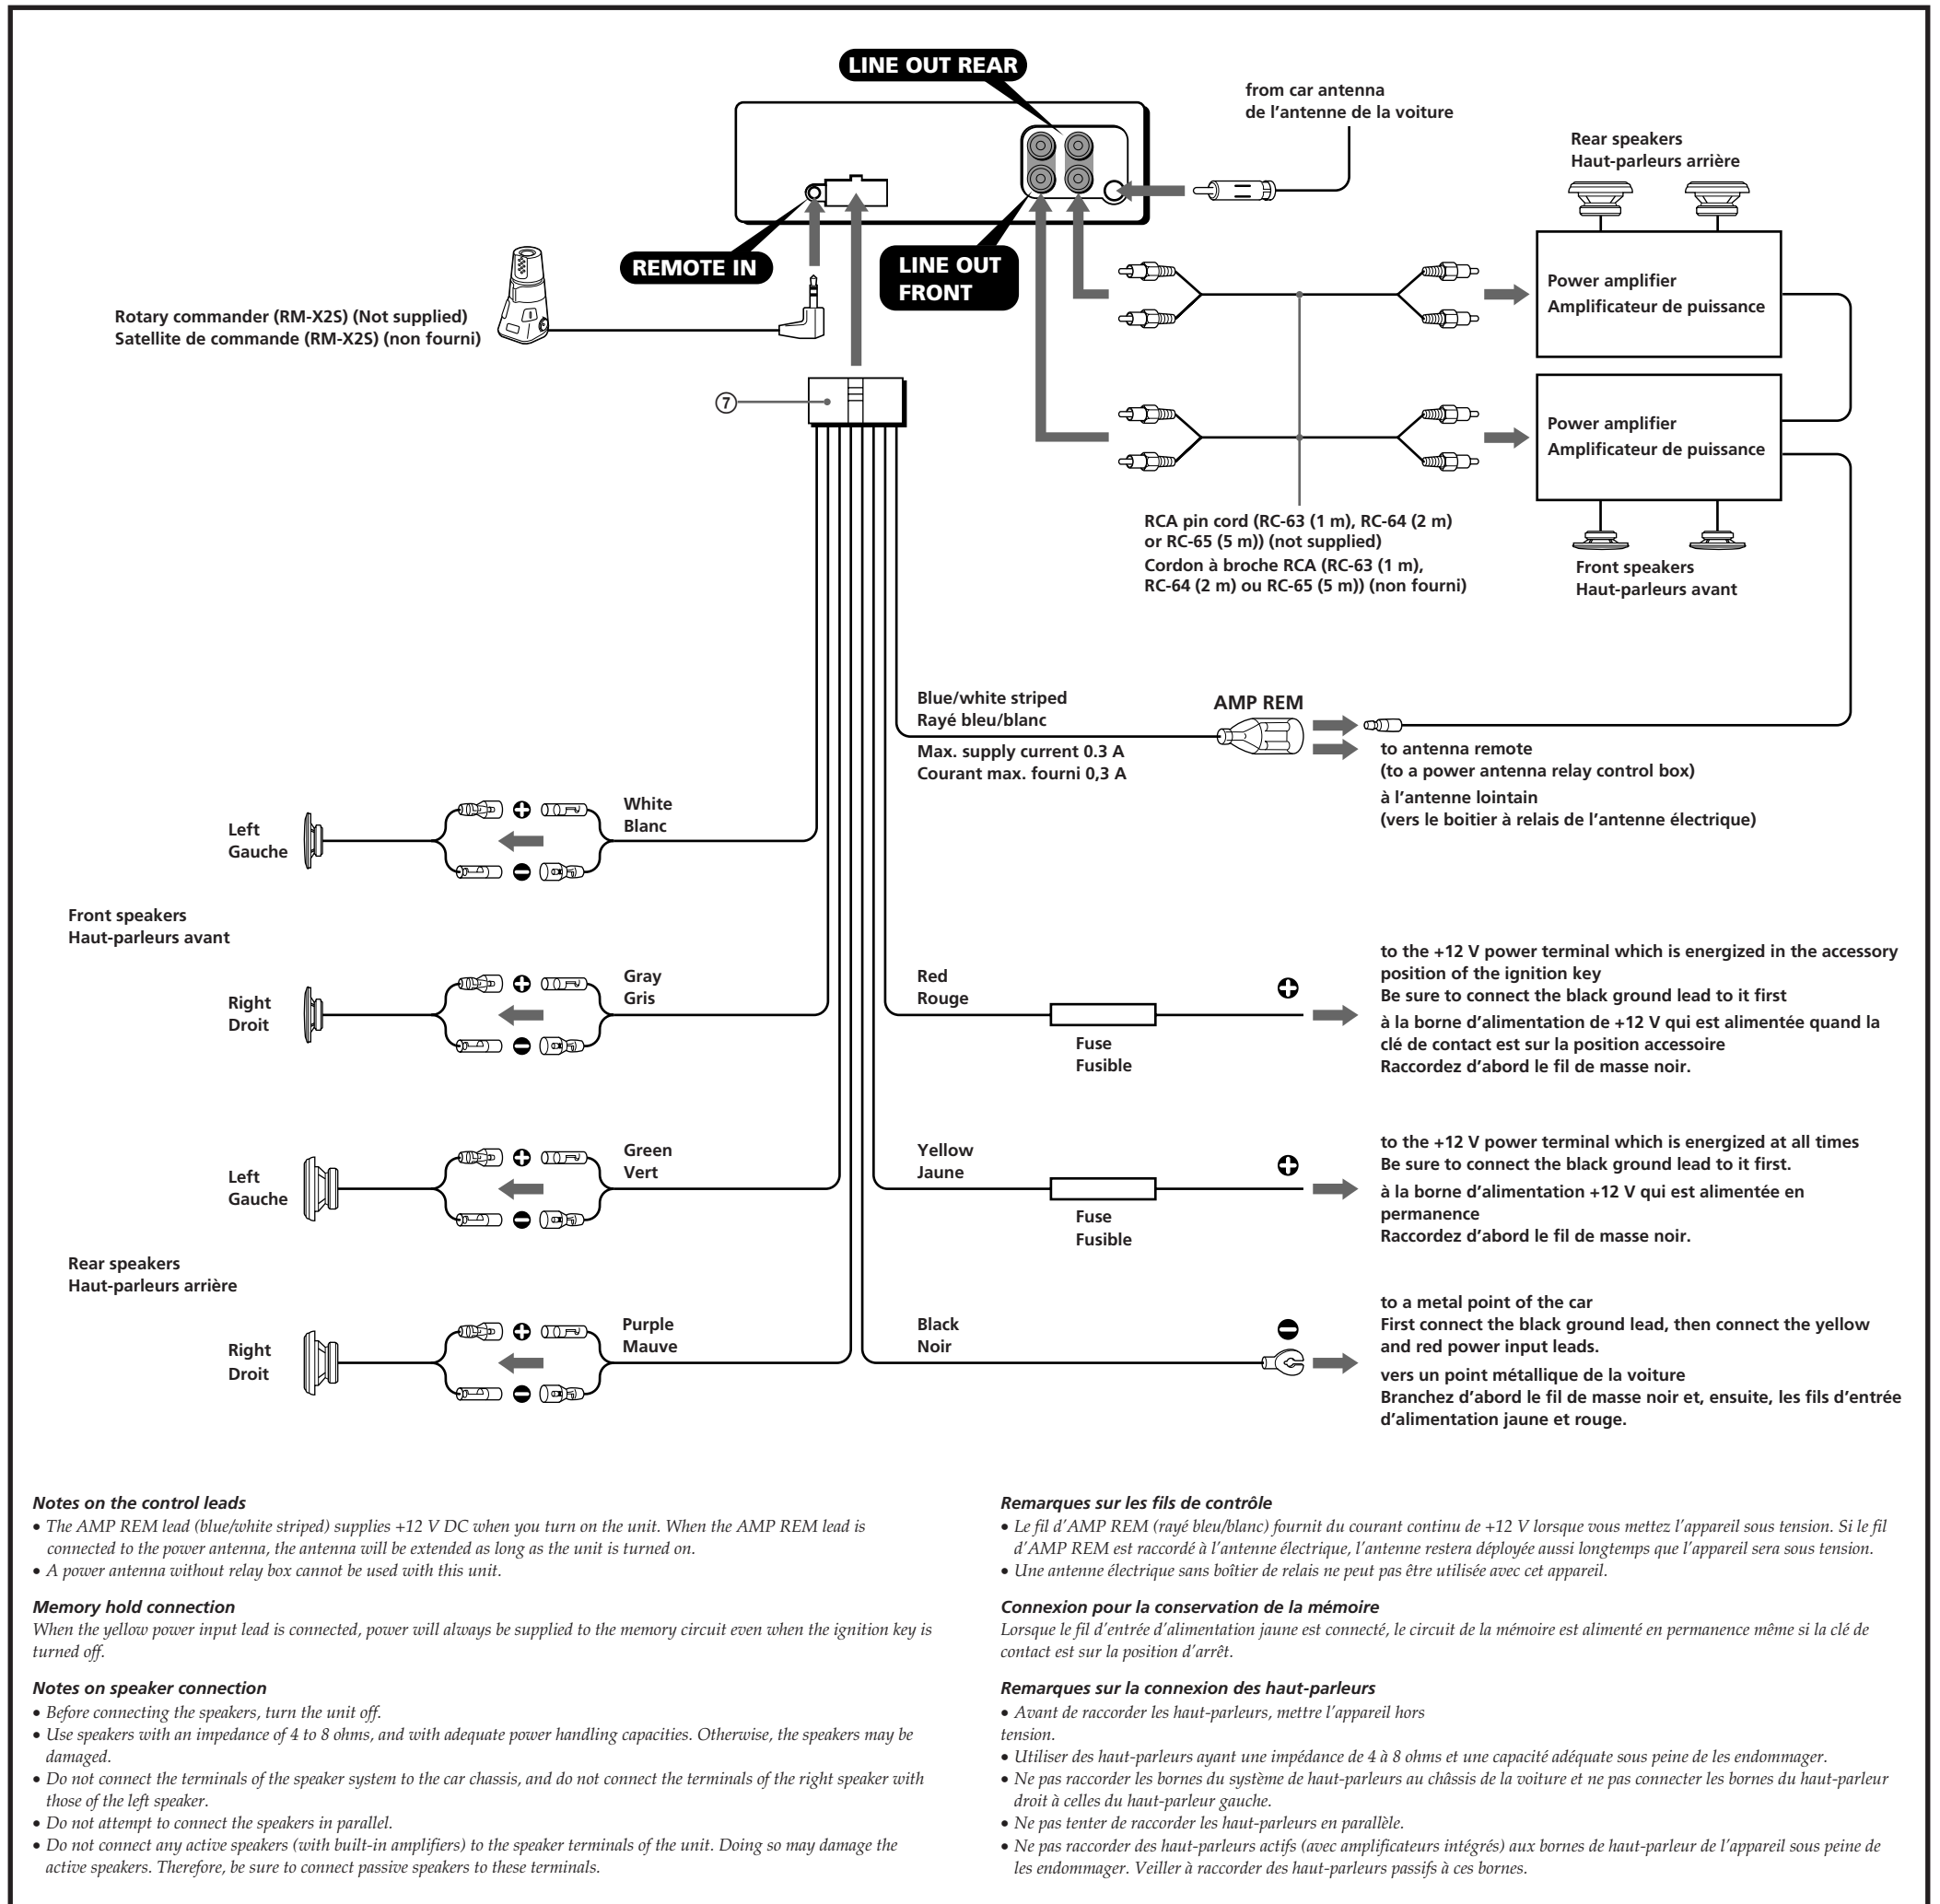 LINE OUT REAR
from car antenna
de l’antenne de la voiture
Rear speakers
Haut-parleurs arrière
REMOTE IN
LINE OUT
FRONT
Power amplifier
Amplificateur de puissance
Rotary commander (RM-X2S) (Not supplied)
Satellite de commande (RM-X2S) (non fourni)
7
Power amplifier
Amplificateur de puissance
RCA pin cord (RC-63 (1 m), RC-64 (2 m)
or RC-65 (5 m)) (not supplied)
Cordon à broche RCA (RC-63 (1 m),
RC-64 (2 m) ou RC-65 (5 m)) (non fourni)
Front speakers
Haut-parleurs avant
Blue/white striped
Rayé bleu/blanc
Max. supply current 0.3 A
Courant max. fourni 0,3 A
AMP REM
to antenna remote
(to a power antenna relay control box)
à l’antenne lointain
(vers le boitier à relais de l’antenne électrique)
White
Blanc
Left
Gauche
Front speakers
Haut-parleurs avant
Gray
Gris
Right
Droit
Red
Rouge
Fuse
Fusible
to the +12 V power terminal which is energized in the accessory
position of the ignition key
Be sure to connect the black ground lead to it first
à la borne d’alimentation de +12 V qui est alimentée quand la
clé de contact est sur la position accessoire
Raccordez d’abord le fil de masse noir.
Green
Vert
Left
Gauche
Yellow
Jaune
Fuse
Fusible
to the +12 V power terminal which is energized at all times
Be sure to connect the black ground lead to it first.
à la borne d’alimentation +12 V qui est alimentée en
permanence
Raccordez d’abord le fil de masse noir.
Rear speakers
Haut-parleurs arrière
Purple
Mauve
Right
Droit
Black
Noir
to a metal point of the car
First connect the black ground lead, then connect the yellow
and red power input leads.
vers un point métallique de la voiture
Branchez d’abord le fil de masse noir et, ensuite, les fils d’entrée
d’alimentation jaune et rouge.
Notes on the control leads
• The AMP REM lead (blue/white striped) supplies +12 V DC when you turn on the unit. When the AMP REM lead is
connected to the power antenna, the antenna will be extended as long as the unit is turned on.
• A power antenna without relay box cannot be used with this unit.
Memory hold connection
When the yellow power input lead is connected, power will always be supplied to the memory circuit even when the ignition key is
turned off.
Notes on speaker connection
• Before connecting the speakers, turn the unit off.
• Use speakers with an impedance of 4 to 8 ohms, and with adequate power handling capacities. Otherwise, the speakers may be
damaged.
• Do not connect the terminals of the speaker system to the car chassis, and do not connect the terminals of the right speaker with
those of the left speaker.
• Do not attempt to connect the speakers in parallel.
• Do not connect any active speakers (with built-in amplifiers) to the speaker terminals of the unit. Doing so may damage the
active speakers. Therefore, be sure to connect passive speakers to these terminals.
Remarques sur les fils de contrôle
• Le fil d’AMP REM (rayé bleu/blanc) fournit du courant continu de +12 V lorsque vous mettez l’appareil sous tension. Si le fil
d’AMP REM est raccordé à l’antenne électrique, l’antenne restera déployée aussi longtemps que l’appareil sera sous tension.
• Une antenne électrique sans boîtier de relais ne peut pas être utilisée avec cet appareil.
Connexion pour la conservation de la mémoire
Lorsque le fil d’entrée d’alimentation jaune est connecté, le circuit de la mémoire est alimenté en permanence même si la clé de
contact est sur la position d’arrêt.
Remarques sur la connexion des haut-parleurs
• Avant de raccorder les haut-parleurs, mettre l’appareil hors
tension.
• Utiliser des haut-parleurs ayant une impédance de 4 à 8 ohms et une capacité adéquate sous peine de les endommager.
• Ne pas raccorder les bornes du système de haut-parleurs au châssis de la voiture et ne pas connecter les bornes du haut-parleur
droit à celles du haut-parleur gauche.
• Ne pas tenter de raccorder les haut-parleurs en parallèle.
• Ne pas raccorder des haut-parleurs actifs (avec amplificateurs intégrés) aux bornes de haut-parleur de l’appareil sous peine de
les endommager. Veiller à raccorder des haut-parleurs passifs à ces bornes.